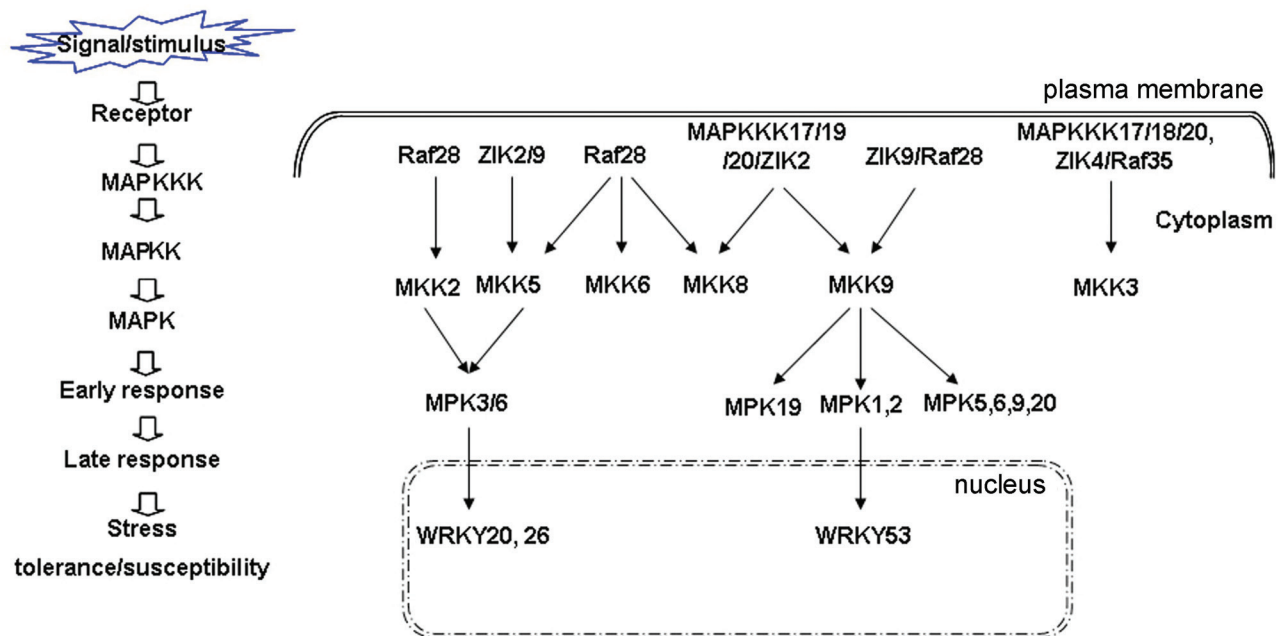 Signal/stimulus
Receptor
MAPKKK
MAPKK
MAPK
Early response
Late response
Stress
tolerance/susceptibility
plasma membrane
Raf28
ZIK2/9
Raf28
MAPKKK17/19
/20/ZIK2
ZIK9/Raf28
MAPKKK17/18/20,
ZIK4/Raf35
Cytoplasm
MKK2
MKK5
MKK6
MKK8
MKK9
MKK3
MPK3/6
MPK19
MPK1,2
MPK5,6,9,20
nucleus
WRKY20, 26
WRKY53